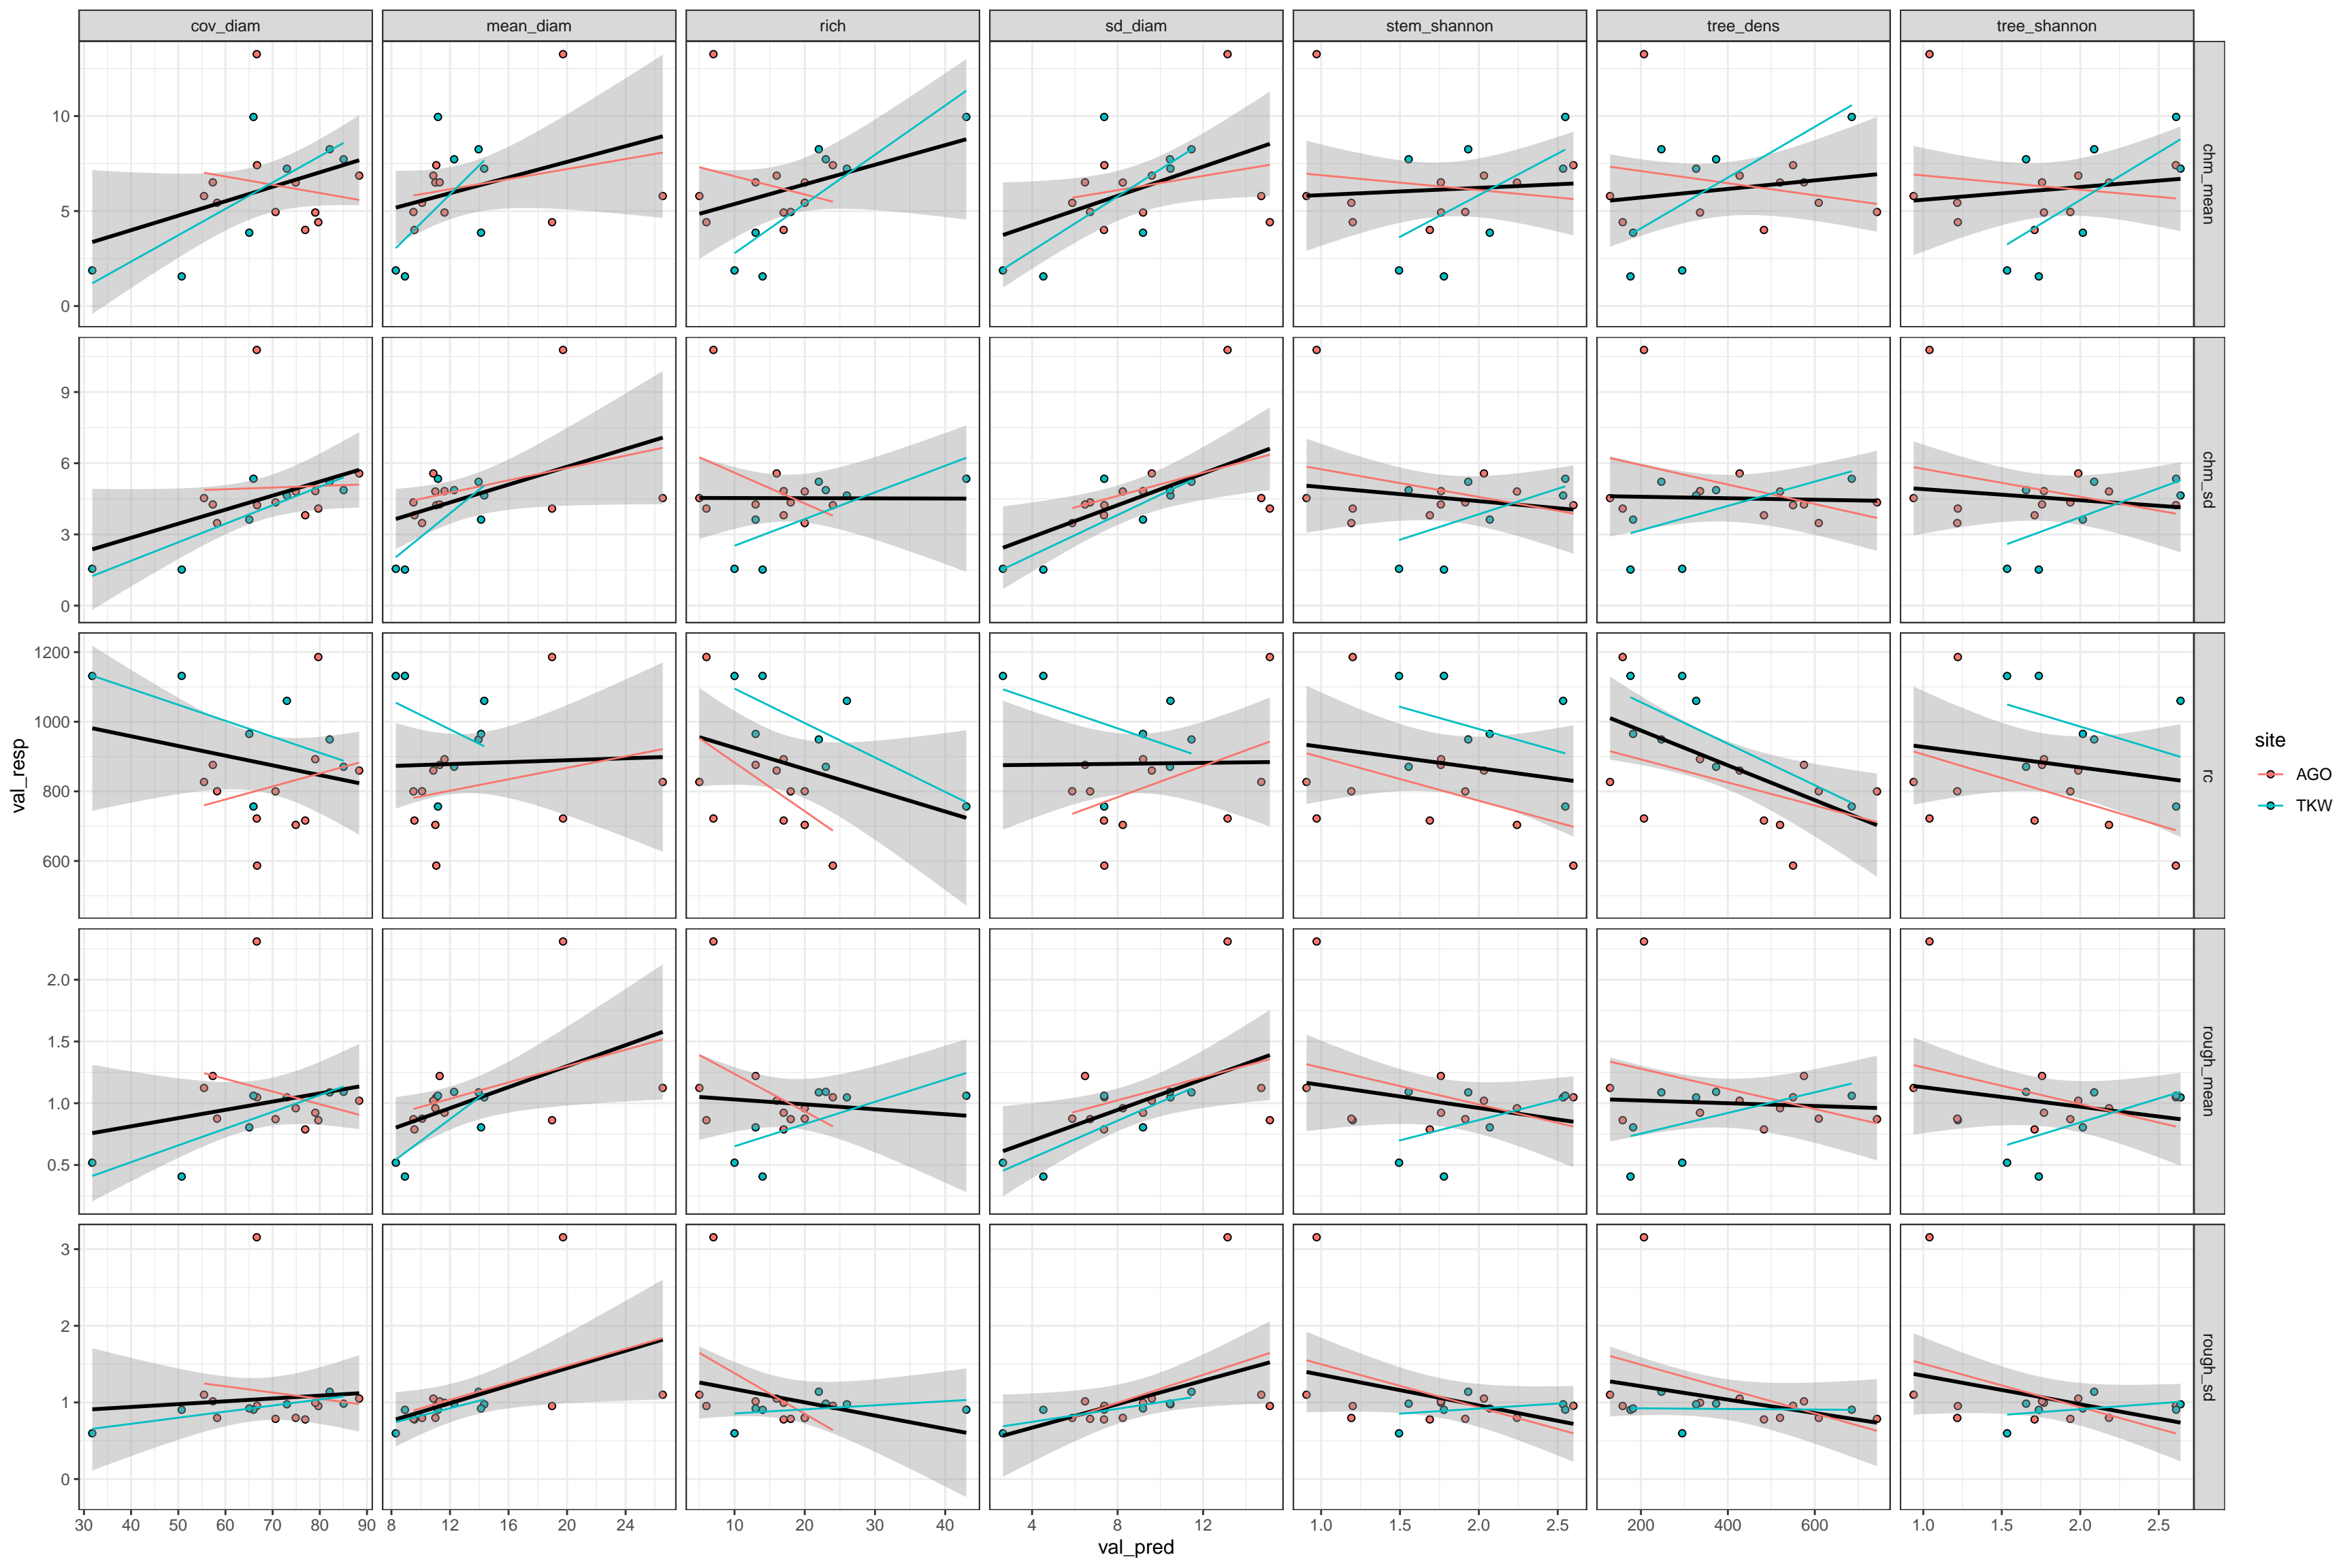 cov_diam mean_diam rich sd_diam stem_shannon tree_dens tree_shannon
10
5
0
chm_mean
9
6
3
0
chm_sd
val_resp
1200
1000
800
600
rc
site
AGO
TKW
2.0
1.5
1.0
0.5
rough_mean
3
2
1
0
rough_sd
30 40 50 60 70 80 90 8 12 16 20 24 10 20 30 40 4 8 12 1.0 1.5 2.0 2.5 200 400 600 1.0 1.5 2.0 2.5
val_pred